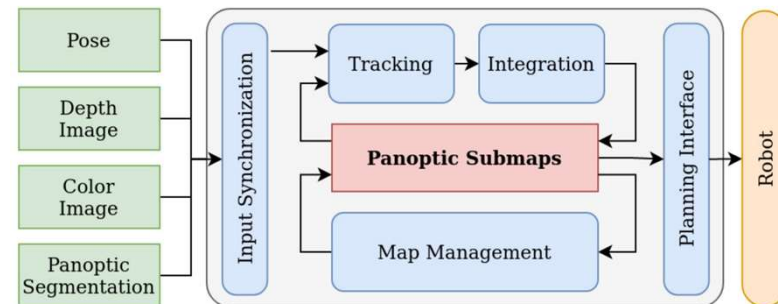 Pose
Depth
Image
Color
Image
Panoptic
Segmentation
Input Synchronization
Tracking
Integration
Panoptic Submaps
Map Management
Planning Interface
Robot